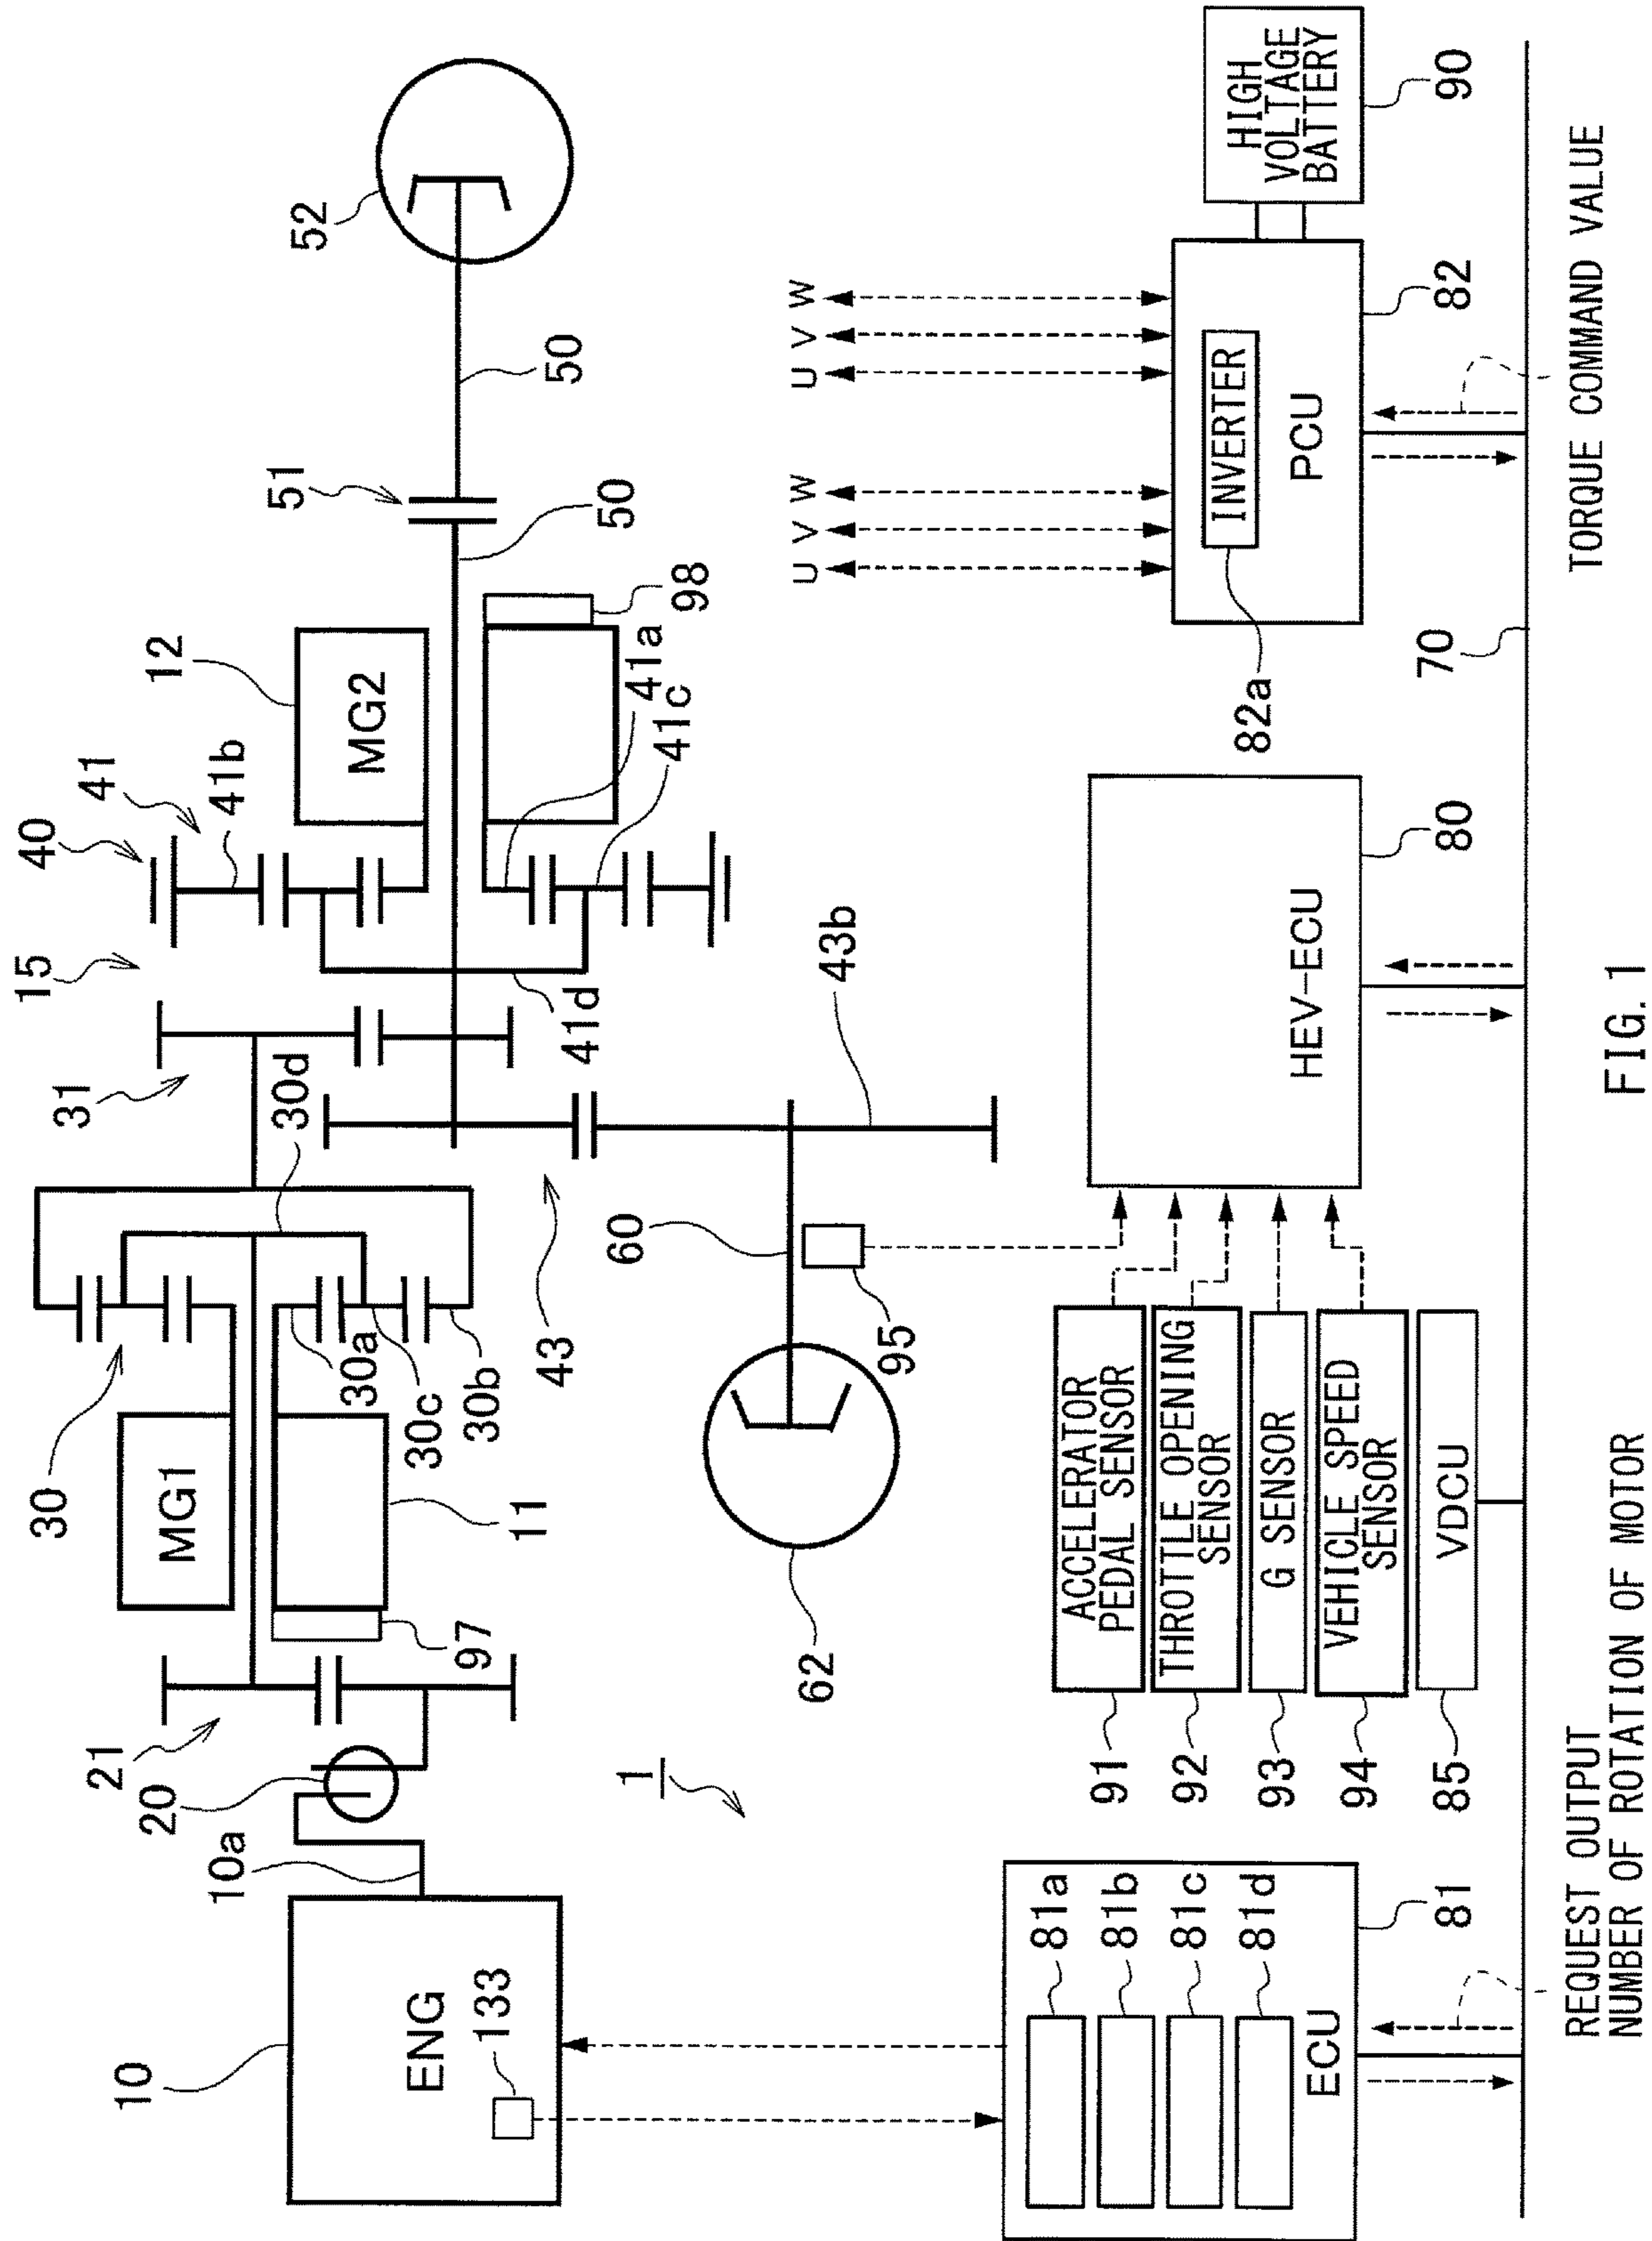 10
ENG
133
10a
20
21
1
97
11
MG1
30
30a
30c
30b
30d
31
15
40
41
41b
12
MG2
98
41a
41c
41d
51
50
50
52
43
43b
60
62
95
81a
81b
81c
81d
ECU
81
ACCELERATOR
PEDAL SENSOR
91
THROTTLE OPENING
SENSOR
92
G SENSOR
93
VEHICLE SPEED
SENSOR
94
VDCU
85
HEV-ECU
80
U V W
U V W
INVERTER
82a
PCU
82
HIGH
VOLTAGE
BATTERY
90
70
REQUEST OUTPUT
NUMBER OF ROTATION OF MOTOR
TORQUE COMMAND VALUE
FIG. 1